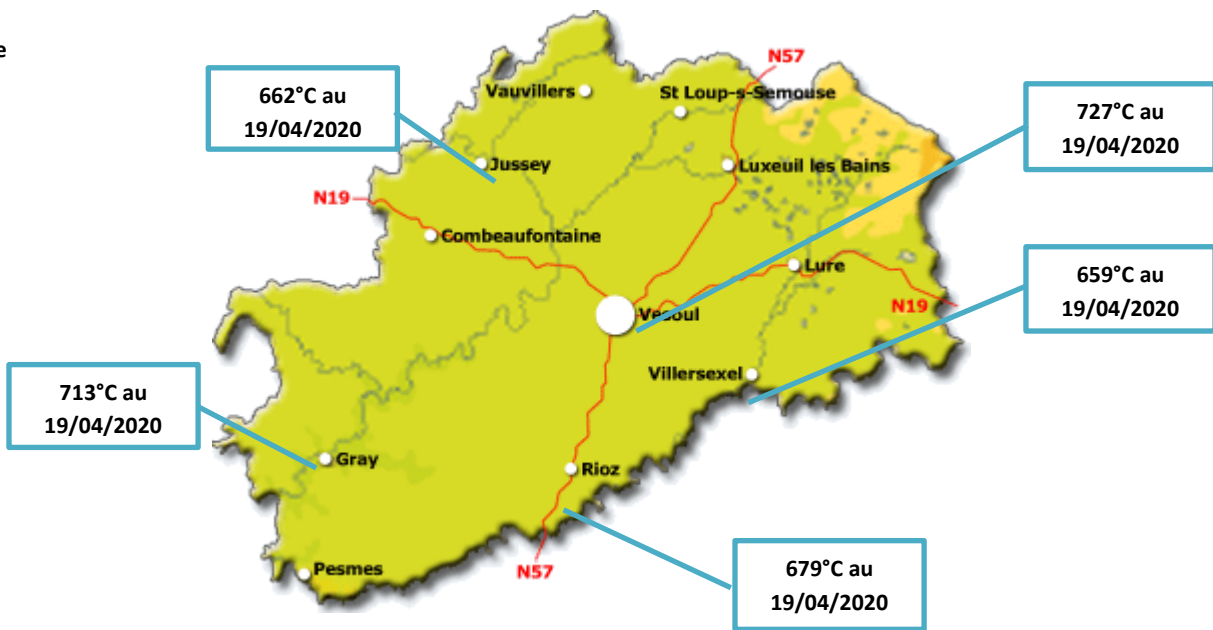 e
N57
662°C au
19/04/2020
Vauvillers
St Loup-s-Semouse
727°C au
19/04/2020
Jussey
Luxeuil les Bains
N19
Combeaufontaine
Lure
659°C au
19/04/2020
N19
Vesoul
Villersexel
713°C au
19/04/2020
Gray
Rioz
N57
Pesmes
679°C au
19/04/2020